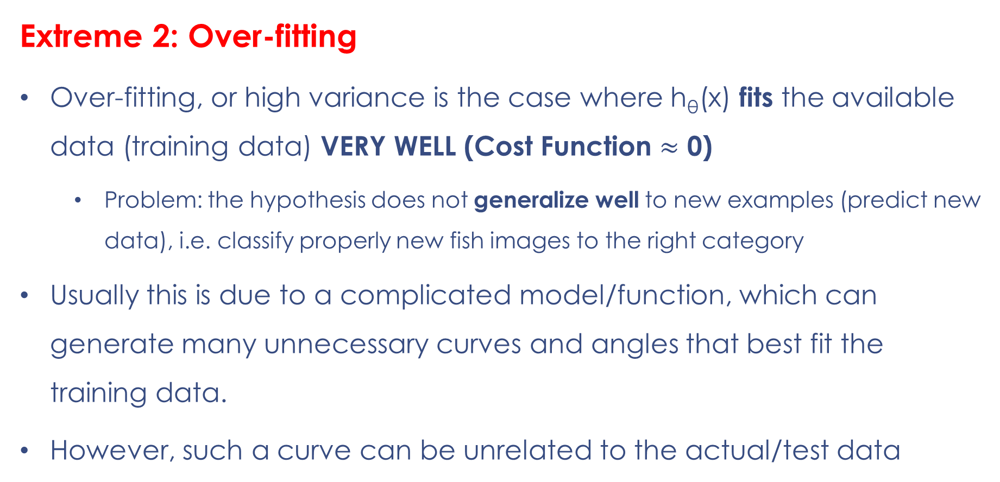 Extreme 2: Over-fitting
• Over-fitting, or high variance is the case where hθ(x) fits the available
data (training data) VERY WELL (Cost Function ≈ 0)
• Problem: the hypothesis does not generalize well to new examples (predict new
data), i.e. classify properly new fish images to the right category
• Usually this is due to a complicated model/function, which can
generate many unnecessary curves and angles that best fit the
training data.
• However, such a curve can be unrelated to the actual/test data